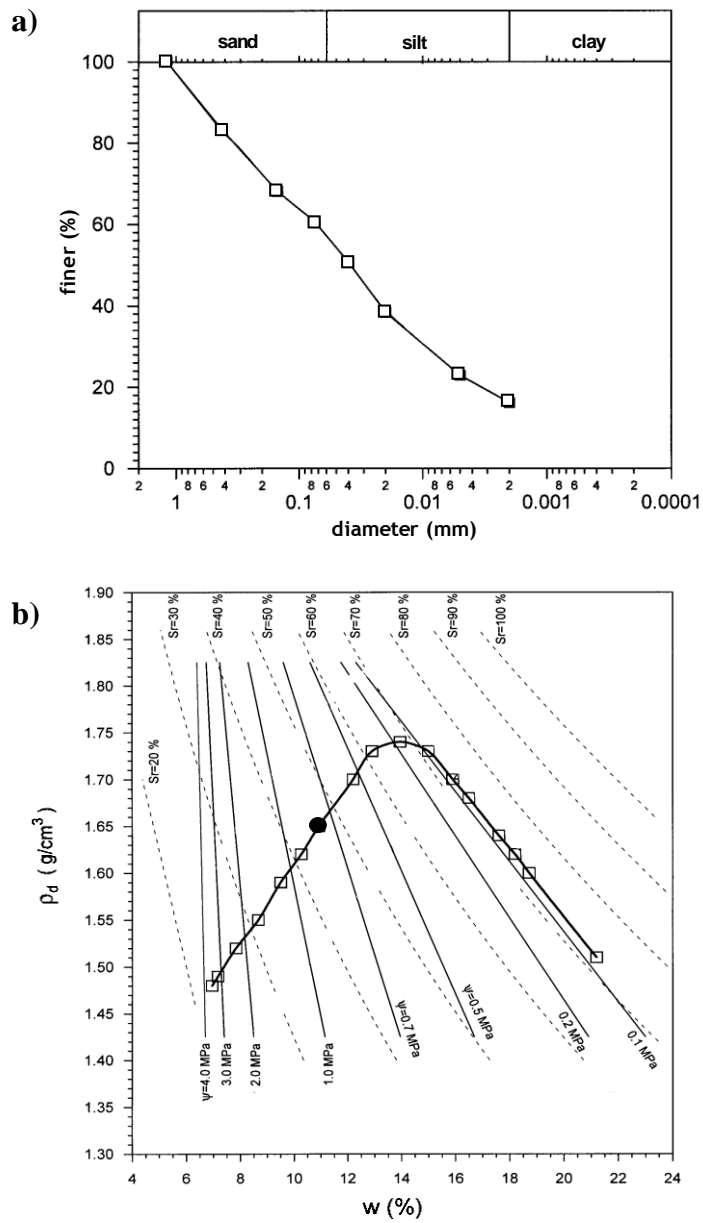 a)
sand silt clay
100
80
60
40
20
0
finer (%)
2 8 6 4 2 8 6 4 2 8 6 4 2 8 6 4 2
1 0.1 0.01 0.001 0.0001
diameter (mm)
b)
1.90
1.85
1.80
1.75
1.70
1.65
1.60
1.55
1.50
1.45
1.40
1.35
1.30
ρd ( g/cm3 )
Sr=20 %
Sr=30 %
Sr=40 %
Sr=50 %
Sr=60 %
Sr=70 %
Sr=80 %
Sr=90 %
Sr=100 %
ψ=4.0 MPa
3.0 MPa
2.0 MPa
1.0 MPa
ψ=0.7 MPa
ψ=0.5 MPa
0.2 MPa
0.1 MPa
4 6 8 10 12 14 16 18 20 22 24
w (%)